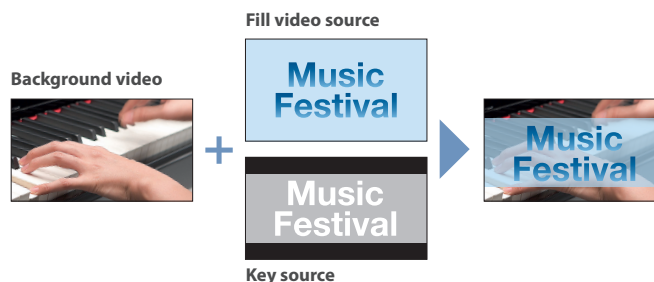 Fill video source
Background video
Music
Festival
Music
Festival
Key source
Music
Festival